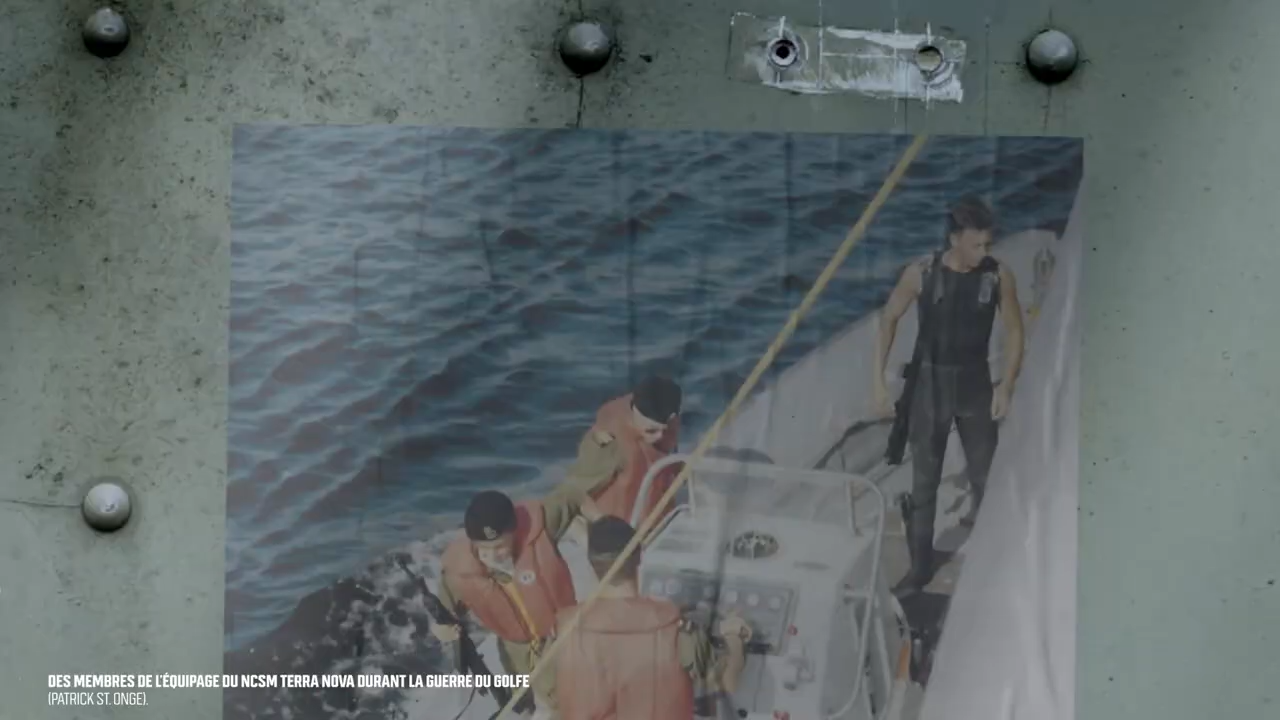 DES MEMBRES DE L'ÉQUIPAGE DU NCSM TERRA NOVA DURANT LA GUERRE DU GOLFE
(PATRICK ST. ONGE).